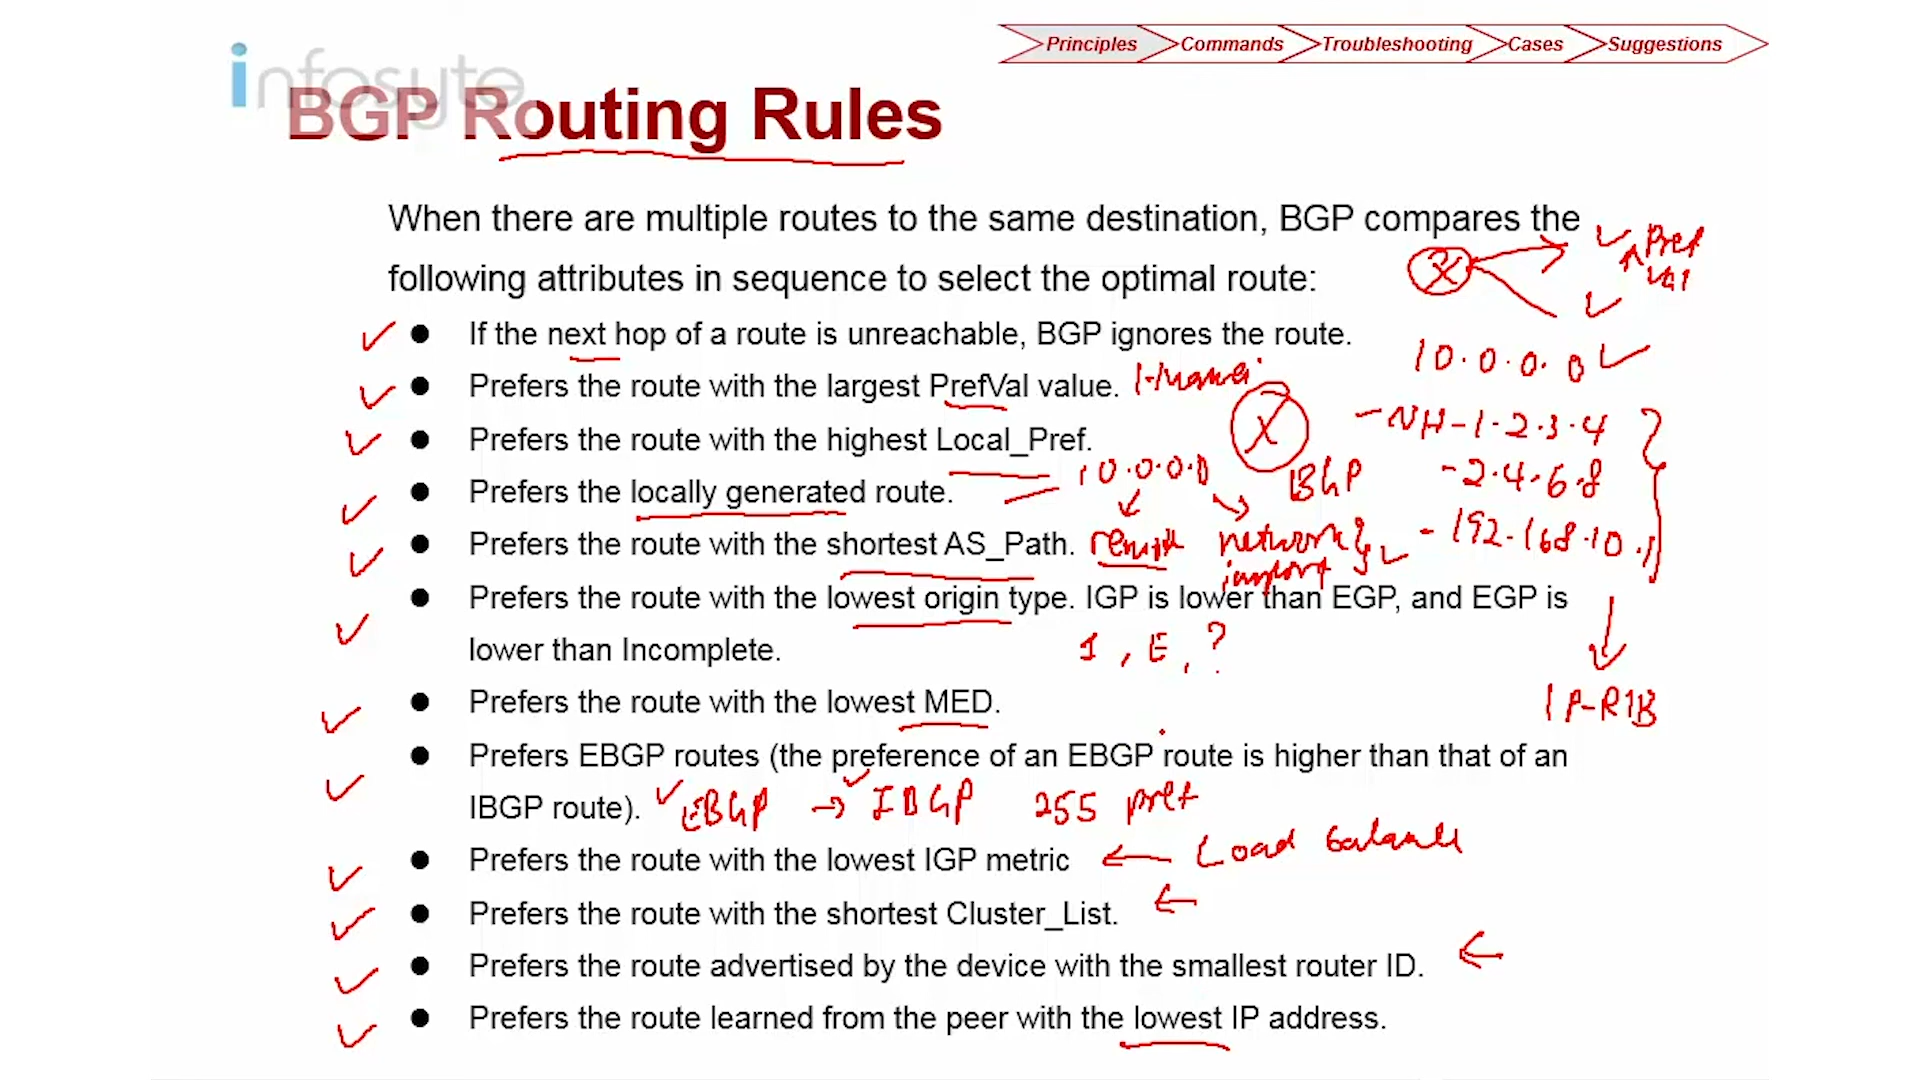 Principles Commands Troubleshooting Cases Suggestions
infosyte
BGP Routing Rules
When there are multiple routes to the same destination, BGP compares the
following attributes in sequence to select the optimal route:
Pref
Val
● If the next hop of a route is unreachable, BGP ignores the route.
10.0.0.0
● Prefers the route with the largest PrefVal value. Huawei
-NH-1.2.3.4
● Prefers the route with the highest Local_Pref.
10.0.0.0 BGP -2.4.6.8
● Prefers the locally generated route.
● Prefers the route with the shortest AS_Path. network -192.168.10.1
import
● Prefers the route with the lowest origin type. IGP is lower than EGP, and EGP is
lower than Incomplete. I, E, ?
● Prefers the route with the lowest MED. IP-RIB
● Prefers EBGP routes (the preference of an EBGP route is higher than that of an
IBGP route). EBGP → IBGP 255 pref
● Prefers the route with the lowest IGP metric ← Load balance
● Prefers the route with the shortest Cluster_List. ←
● Prefers the route advertised by the device with the smallest router ID. ←
● Prefers the route learned from the peer with the lowest IP address.